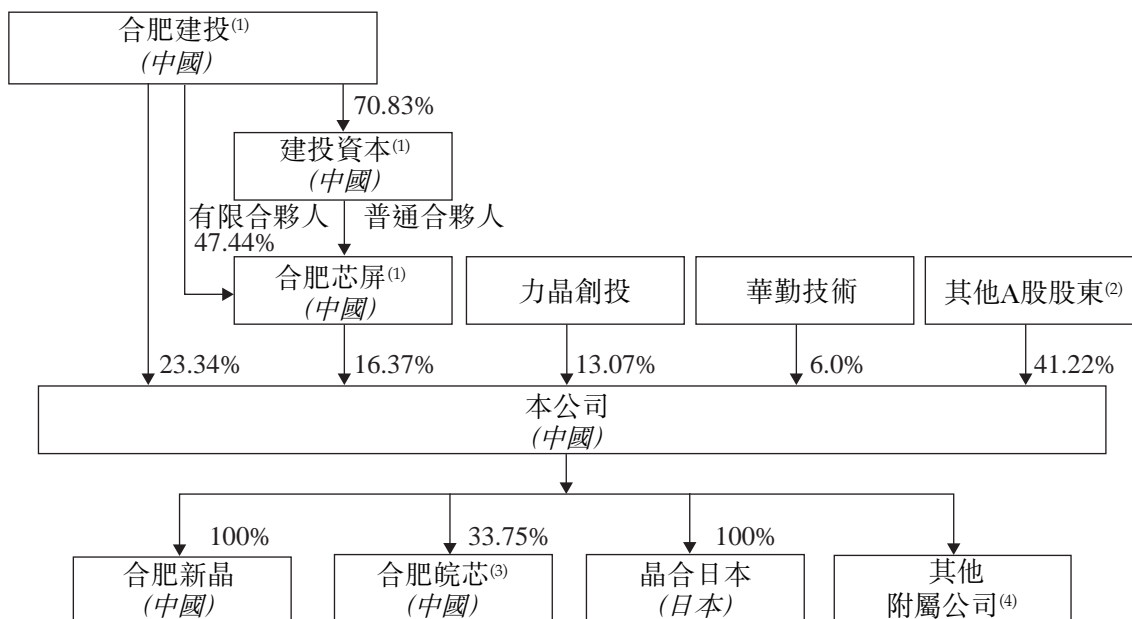 合肥建投(1)
(中國)
70.83%
建投資本(1)
(中國)
有限合夥人
普通合夥人
47.44%
合肥芯屏(1)
(中國)
力晶創投
華勤技術
其他A股股東(2)
23.34%
16.37%
13.07%
6.0%
41.22%
本公司
(中國)
100%
33.75%
100%
合肥新晶
(中國)
合肥皖芯(3)
(中國)
晶合日本
(日本)
其他
附屬公司(4)